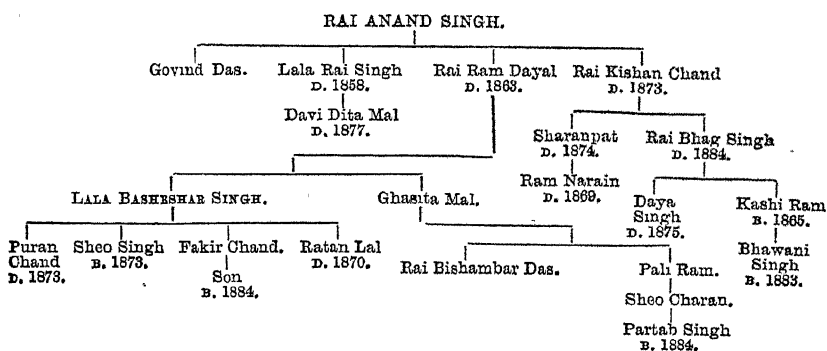 RAI ANAND SINGH.
Govind Das. Lala Rai Singh Rai Ram Dayal Rai Kishan Chand
D. 1858. D. 1863. D. 1873.
Davi Dita Mal
D. 1877.
Sharanpat Rai Bhag Singh
D. 1874. D. 1884.
LALA BASHESHAR SINGH. Ghasita Mal. Ram Narain
D. 1869.
Daya Singh Kashi Ram
D. 1875. B. 1865.
Puran Chand Sheo Singh Fakir Chand. Ratan Lal
D. 1873. B. 1873. D. 1870.
Son
B. 1884.
Rai Bishambar Das. Pali Ram. Bhawani Singh
B. 1883.
Sheo Charan.
Partab Singh
B. 1884.